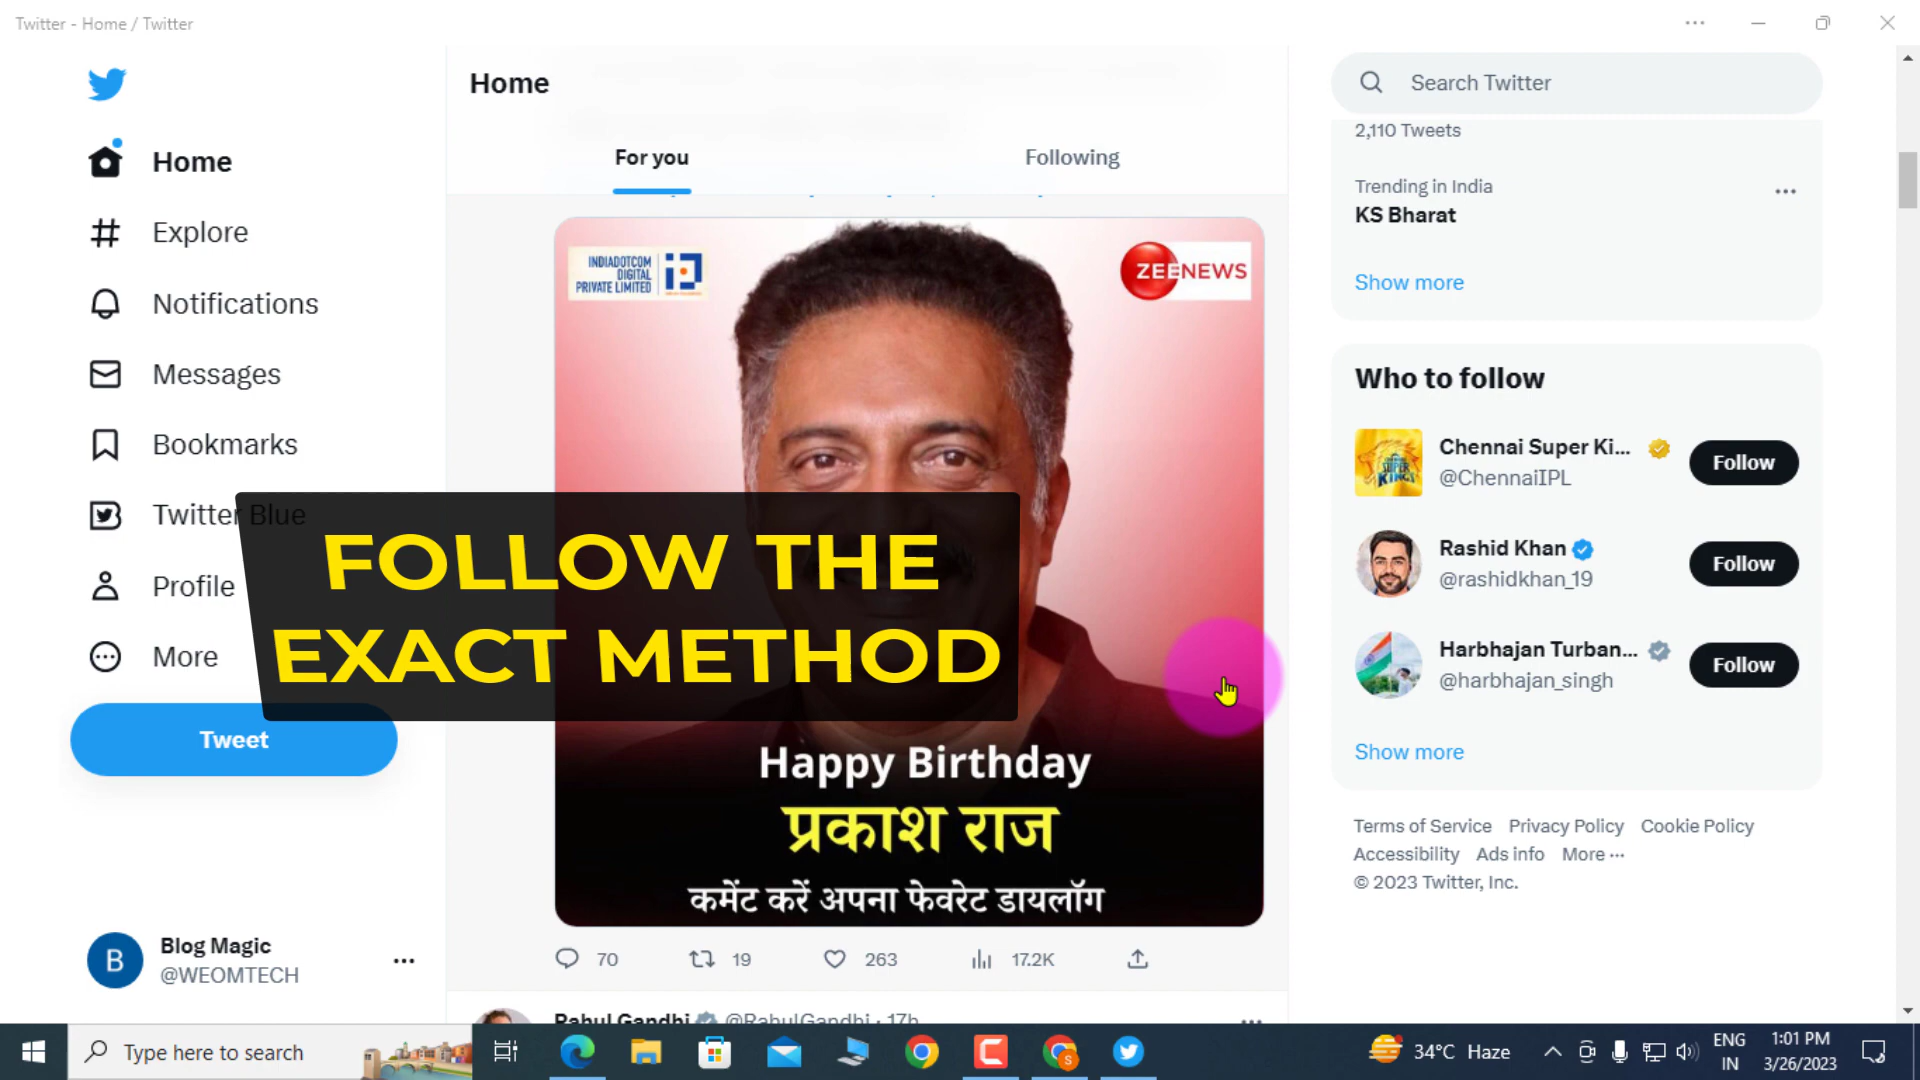 Twitter - Home / Twitter
Home
Search Twitter
For you
Following
2,110 Tweets
Trending in India
KS Bharat
Show more
Home
Explore
Notifications
Messages
Bookmarks
Twitter Blue
Profile
More
Tweet
INDIADOTCOM
DIGITAL
PRIVATE LIMITED
ZEE NEWS
FOLLOW THE
EXACT METHOD
Happy Birthday
प्रकाश राज
कमेंट करें अपना फेवरेट डायलॉग
70
19
263
17.2K
Rahul Gandhi @RahulGandhi · 17h
Who to follow
Chennai Super Ki...
@ChennaiIPL
Follow
Rashid Khan
@rashidkhan_19
Follow
Harbhajan Turban...
@harbhajan_singh
Follow
Show more
Terms of Service Privacy Policy Cookie Policy
Accessibility Ads info More ...
© 2023 Twitter, Inc.
B
Blog Magic
@WEOMTECH
Type here to search
34°C Haze
ENG
IN
1:01 PM
3/26/2023